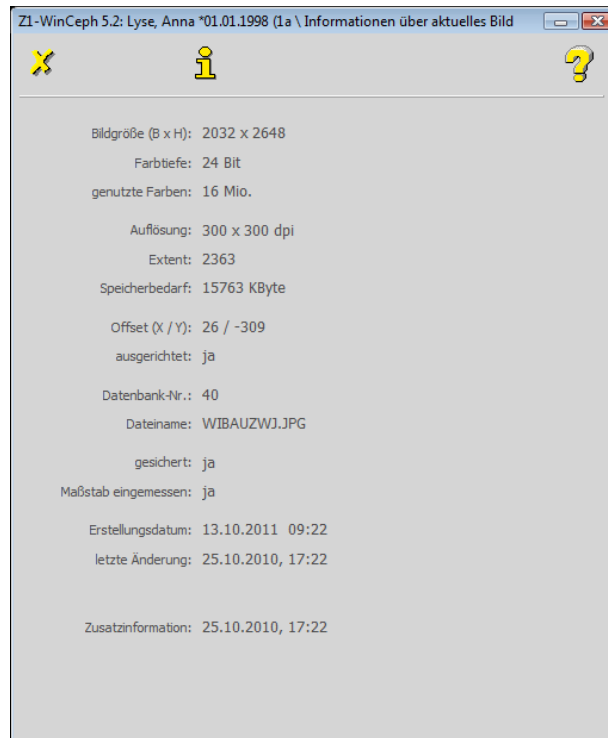 Z1-WinCeph 5.2: Lyse, Anna *01.01.1998 (1a \ Informationen über aktuelles Bild
Bildgröße (B x H): 2032 x 2648
Farbtiefe: 24 Bit
genutzte Farben: 16 Mio.
Auflösung: 300 x 300 dpi
Extent: 2363
Speicherbedarf: 15763 KByte
Offset (X / Y): 26 / -309
ausgerichtet: ja
Datenbank-Nr.: 40
Dateiname: WIBAUZWJ.JPG
gesichert: ja
Maßstab eingemessen: ja
Erstellungsdatum: 13.10.2011 09:22
letzte Änderung: 25.10.2010, 17:22
Zusatzinformation: 25.10.2010, 17:22